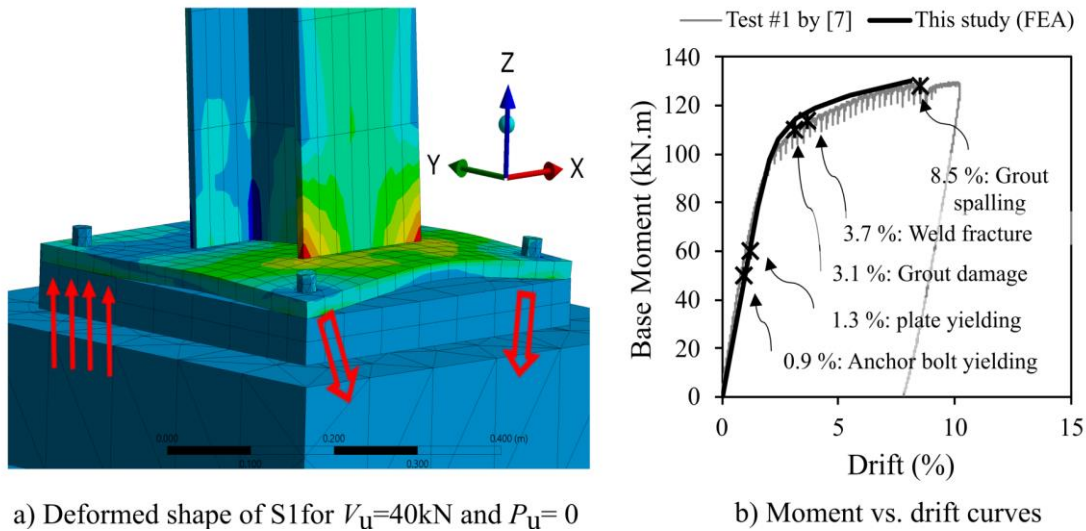 Z
Y
X
0.000
0.200
0.400 (m)
0.100
0.300
a) Deformed shape of S1for Vu=40kN and Pu= 0
Test #1 by [7]
This study (FEA)
140
120
100
80
60
40
20
0
Base Moment (kN.m)
8.5 %: Grout
spalling
3.7 %: Weld fracture
3.1 %: Grout damage
1.3 %: plate yielding
0.9 %: Anchor bolt yielding
0
5
10
15
Drift (%)
b) Moment vs. drift curves